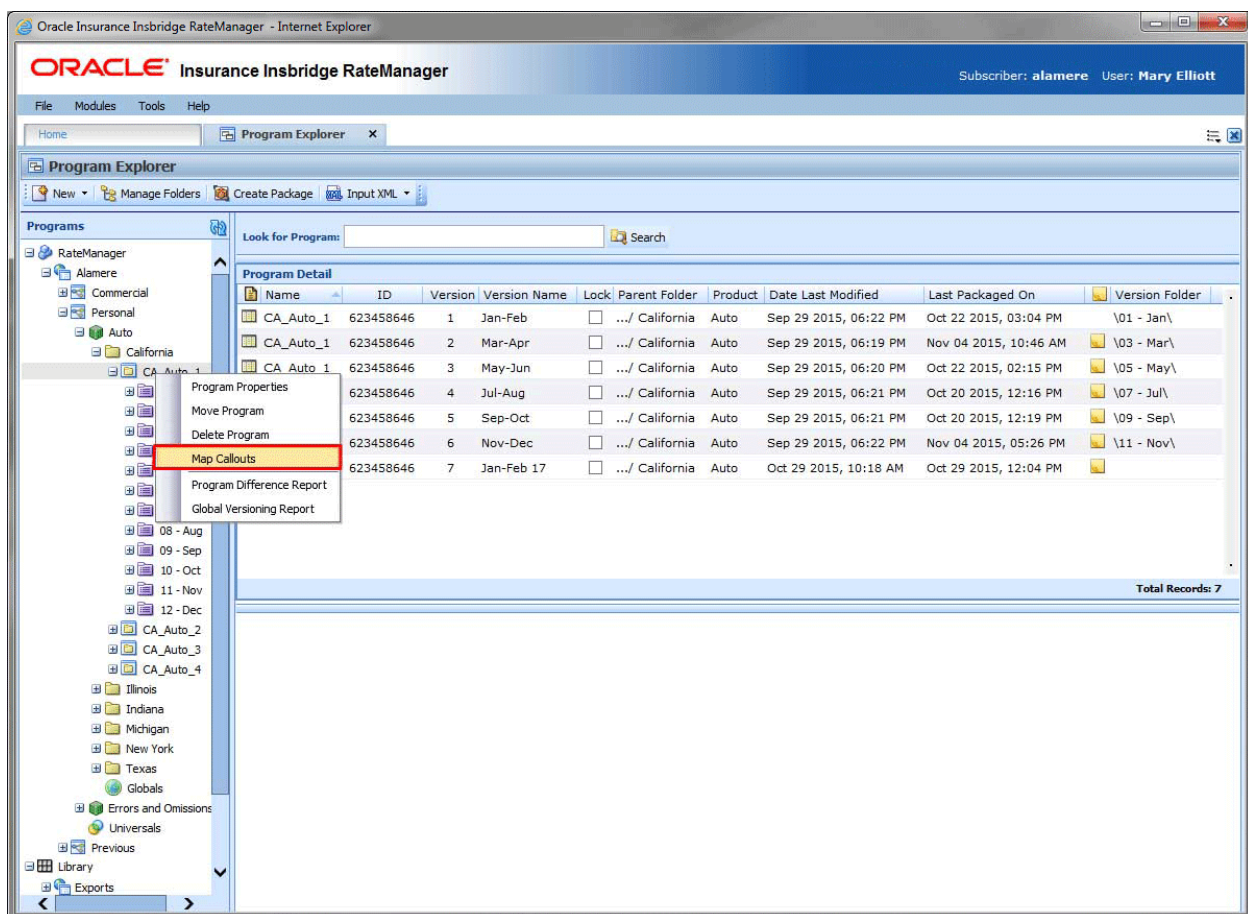 Oracle Insurance Insbridge RateManager - Internet Explorer
ORACLE Insurance Insbridge RateManager
Subscriber: alamere User: Mary Elliott
File Modules Tools Help
Home Program Explorer x
Program Explorer
New Manage Folders Create Package Input XML
Programs
Look for Program: Search
RateManager
Alamere
Commercial
Personal
Auto
California
CA_Auto_1
Program Detail
Name ID Version Version Name Lock Parent Folder Product Date Last Modified Last Packaged On Version Folder
CA_Auto_1 623458646 1 Jan-Feb .../ California Auto Sep 29 2015, 06:22 PM Oct 22 2015, 03:04 PM \01 - Jan\
CA_Auto_1 623458646 2 Mar-Apr .../ California Auto Sep 29 2015, 06:19 PM Nov 04 2015, 10:46 AM \03 - Mar\
CA_Auto_1 623458646 3 May-Jun .../ California Auto Sep 29 2015, 06:20 PM Oct 22 2015, 02:15 PM \05 - May\
623458646 4 Jul-Aug .../ California Auto Sep 29 2015, 06:21 PM Oct 20 2015, 12:16 PM \07 - Jul\
623458646 5 Sep-Oct .../ California Auto Sep 29 2015, 06:21 PM Oct 20 2015, 12:19 PM \09 - Sep\
623458646 6 Nov-Dec .../ California Auto Sep 29 2015, 06:22 PM Nov 04 2015, 05:26 PM \11 - Nov\
623458646 7 Jan-Feb 17 .../ California Auto Oct 29 2015, 10:18 AM Oct 29 2015, 12:04 PM
Total Records: 7
Program Properties
Move Program
Delete Program
Map Callouts
Program Difference Report
Global Versioning Report
08 - Aug
09 - Sep
10 - Oct
11 - Nov
12 - Dec
CA_Auto_2
CA_Auto_3
CA_Auto_4
Illinois
Indiana
Michigan
New York
Texas
Globals
Errors and Omissions
Universals
Previous
Library
Exports